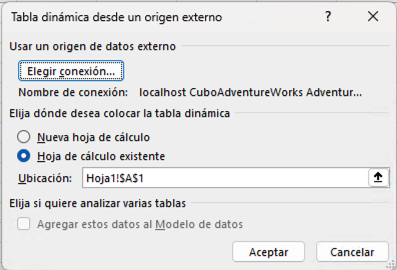 Tabla dinámica desde un origen externo
Usar un origen de datos externo
Elegir conexión...
Nombre de conexión: localhost CuboAdventureWorks Adventur...
Elija dónde desea colocar la tabla dinámica
Nueva hoja de cálculo
Hoja de cálculo existente
Ubicación: Hoja1!$A$1
Elija si quiere analizar varias tablas
Agregar estos datos al Modelo de datos
Aceptar Cancelar